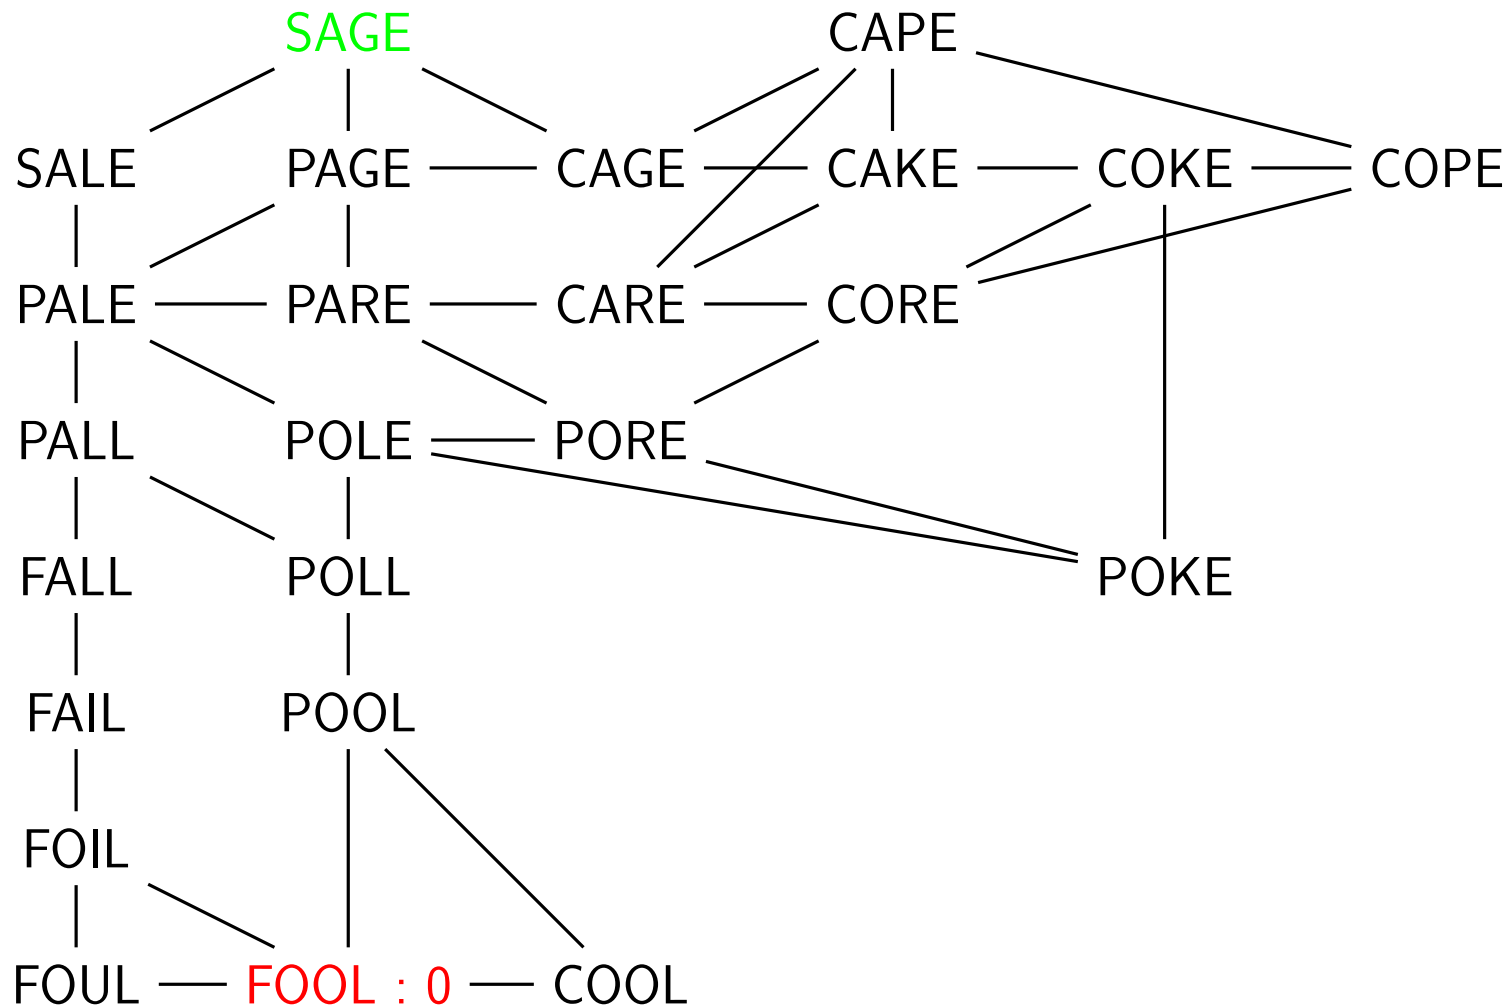 SAGE CAPE
SALE PAGE CAGE CAKE COKE COPE
PALE PARE CARE CORE
PALL POLE PORE
FALL POLL POKE
FAIL POOL
FOIL
FOUL FOOL : 0 COOL